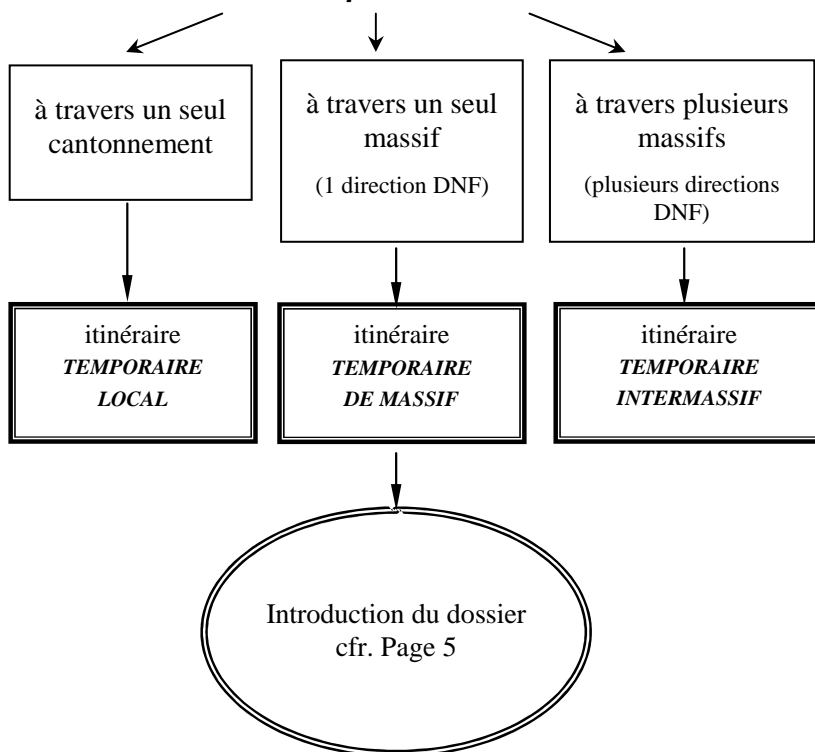 à travers un seul
cantonnement
à travers un seul
massif
(1 direction DNF)
à travers plusieurs
massifs
(plusieurs directions
DNF)
itinéraire
TEMPORAIRE
LOCAL
itinéraire
TEMPORAIRE
DE MASSIF
itinéraire
TEMPORAIRE
INTERMASSIF
Introduction du dossier
cfr. Page 5